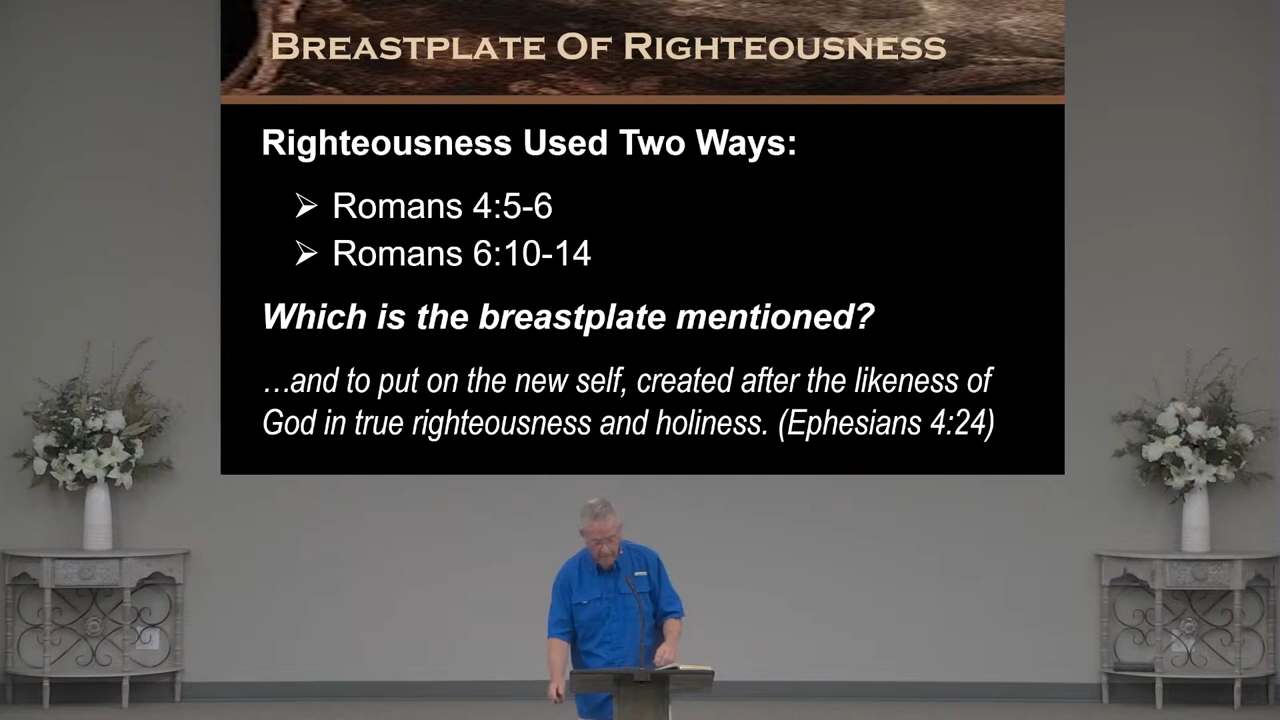 BREASTPLATE OF RIGHTEOUSNESS
Righteousness Used Two Ways:
➢ Romans 4:5-6
➢ Romans 6:10-14
Which is the breastplate mentioned?
…and to put on the new self, created after the likeness of
God in true righteousness and holiness. (Ephesians 4:24)